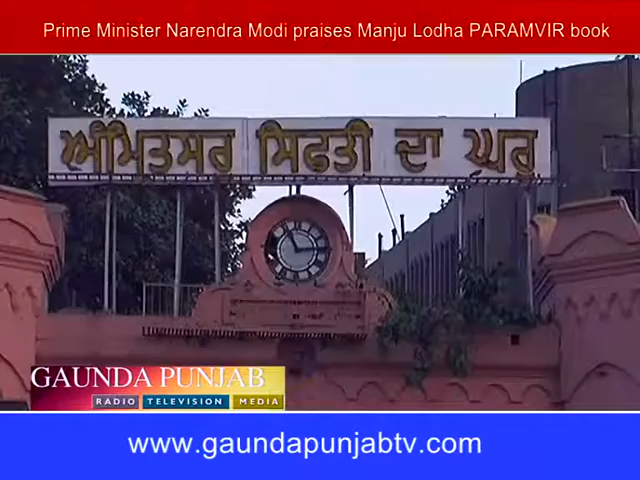 Prime Minister Narendra Modi praises Manju Lodha PARAMVIR book
ਅੰਮਿਤਸਰ ਸਿਫਤੀ ਦਾ ਘਰੁ
GAUNDA PUNJAB
RADIO TELEVISION MEDIA
www.gaundapunjabtv.com